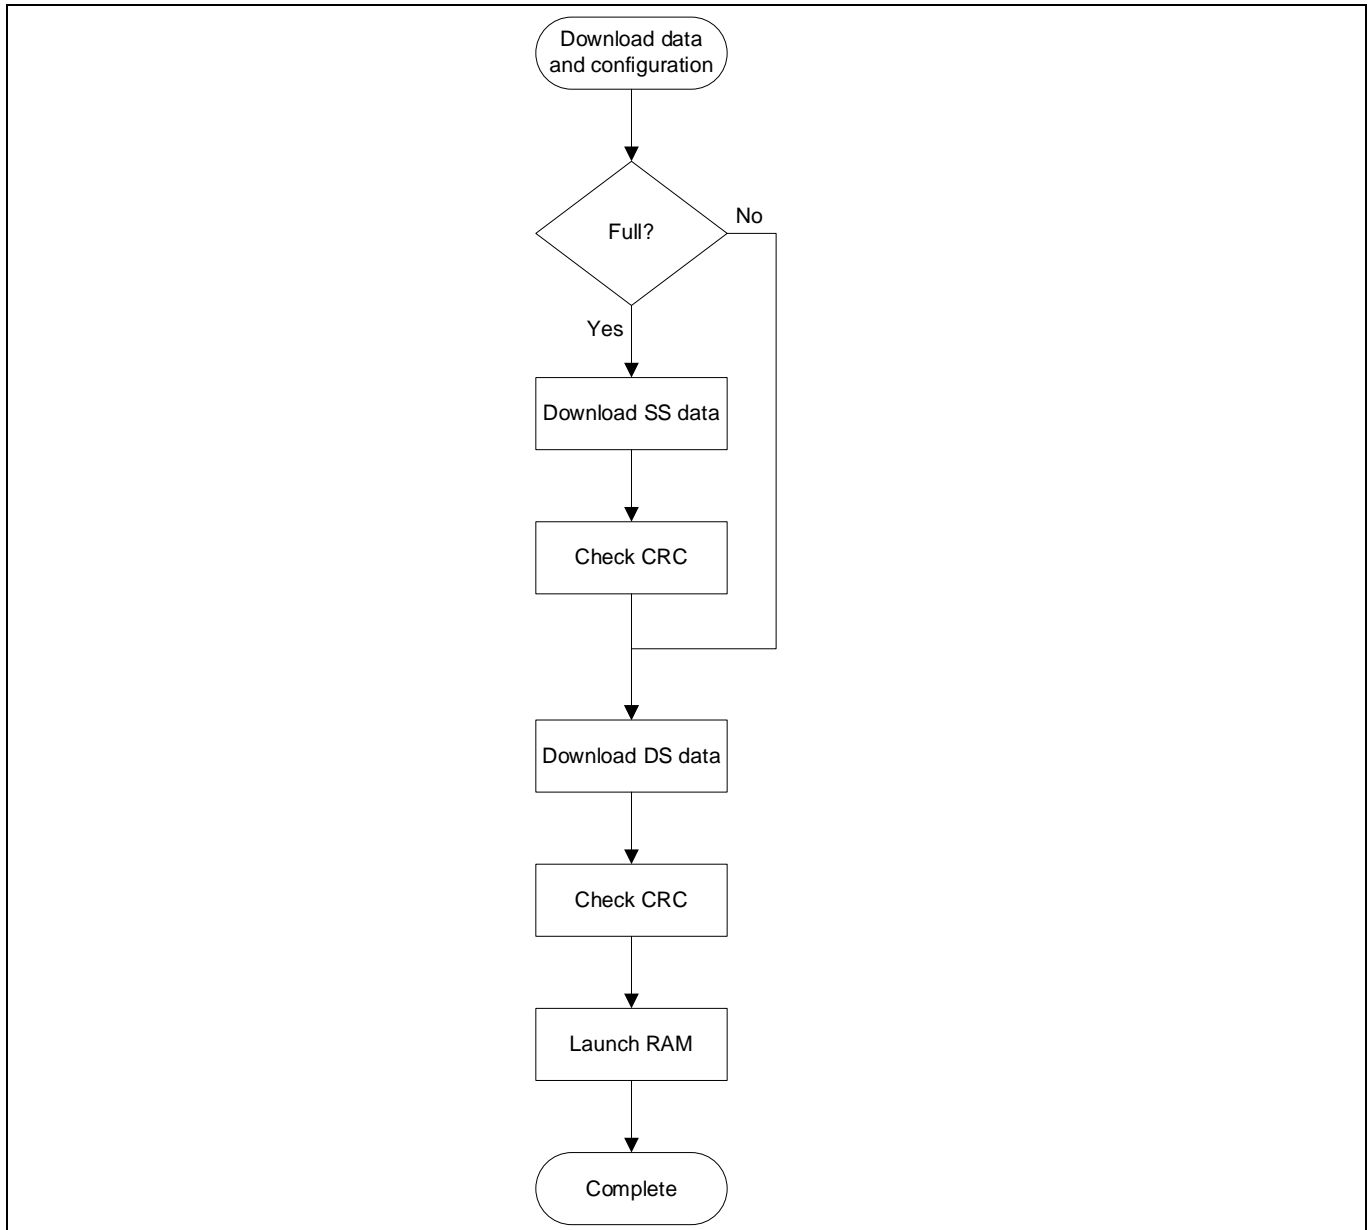 Download data
and configuration
Full?
No
Yes
Download SS data
Check CRC
Download DS data
Check CRC
Launch RAM
Complete